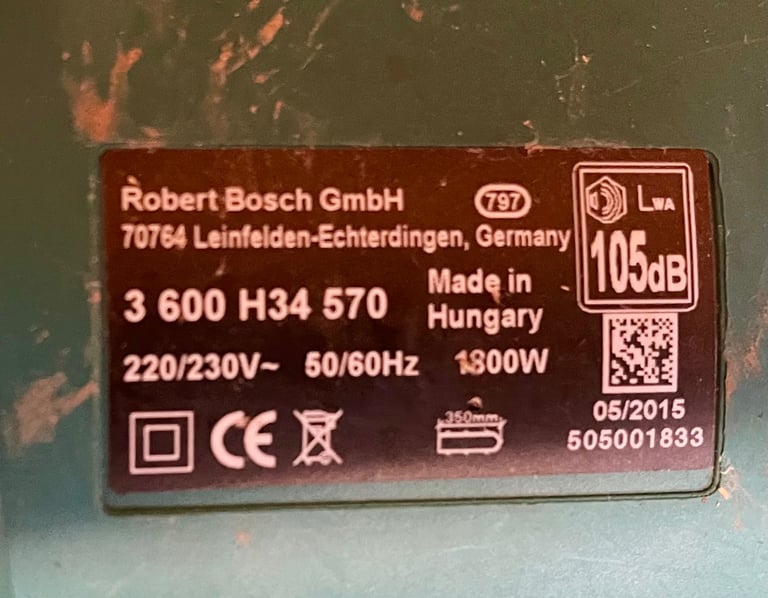 Robert Bosch GmbH 797
70764 Leinfelden-Echterdingen, Germany
3 600 H34 570
Made in
Hungary
220/230V~ 50/60Hz 1800W
LWA
105dB
350mm
CE
05/2015
505001833